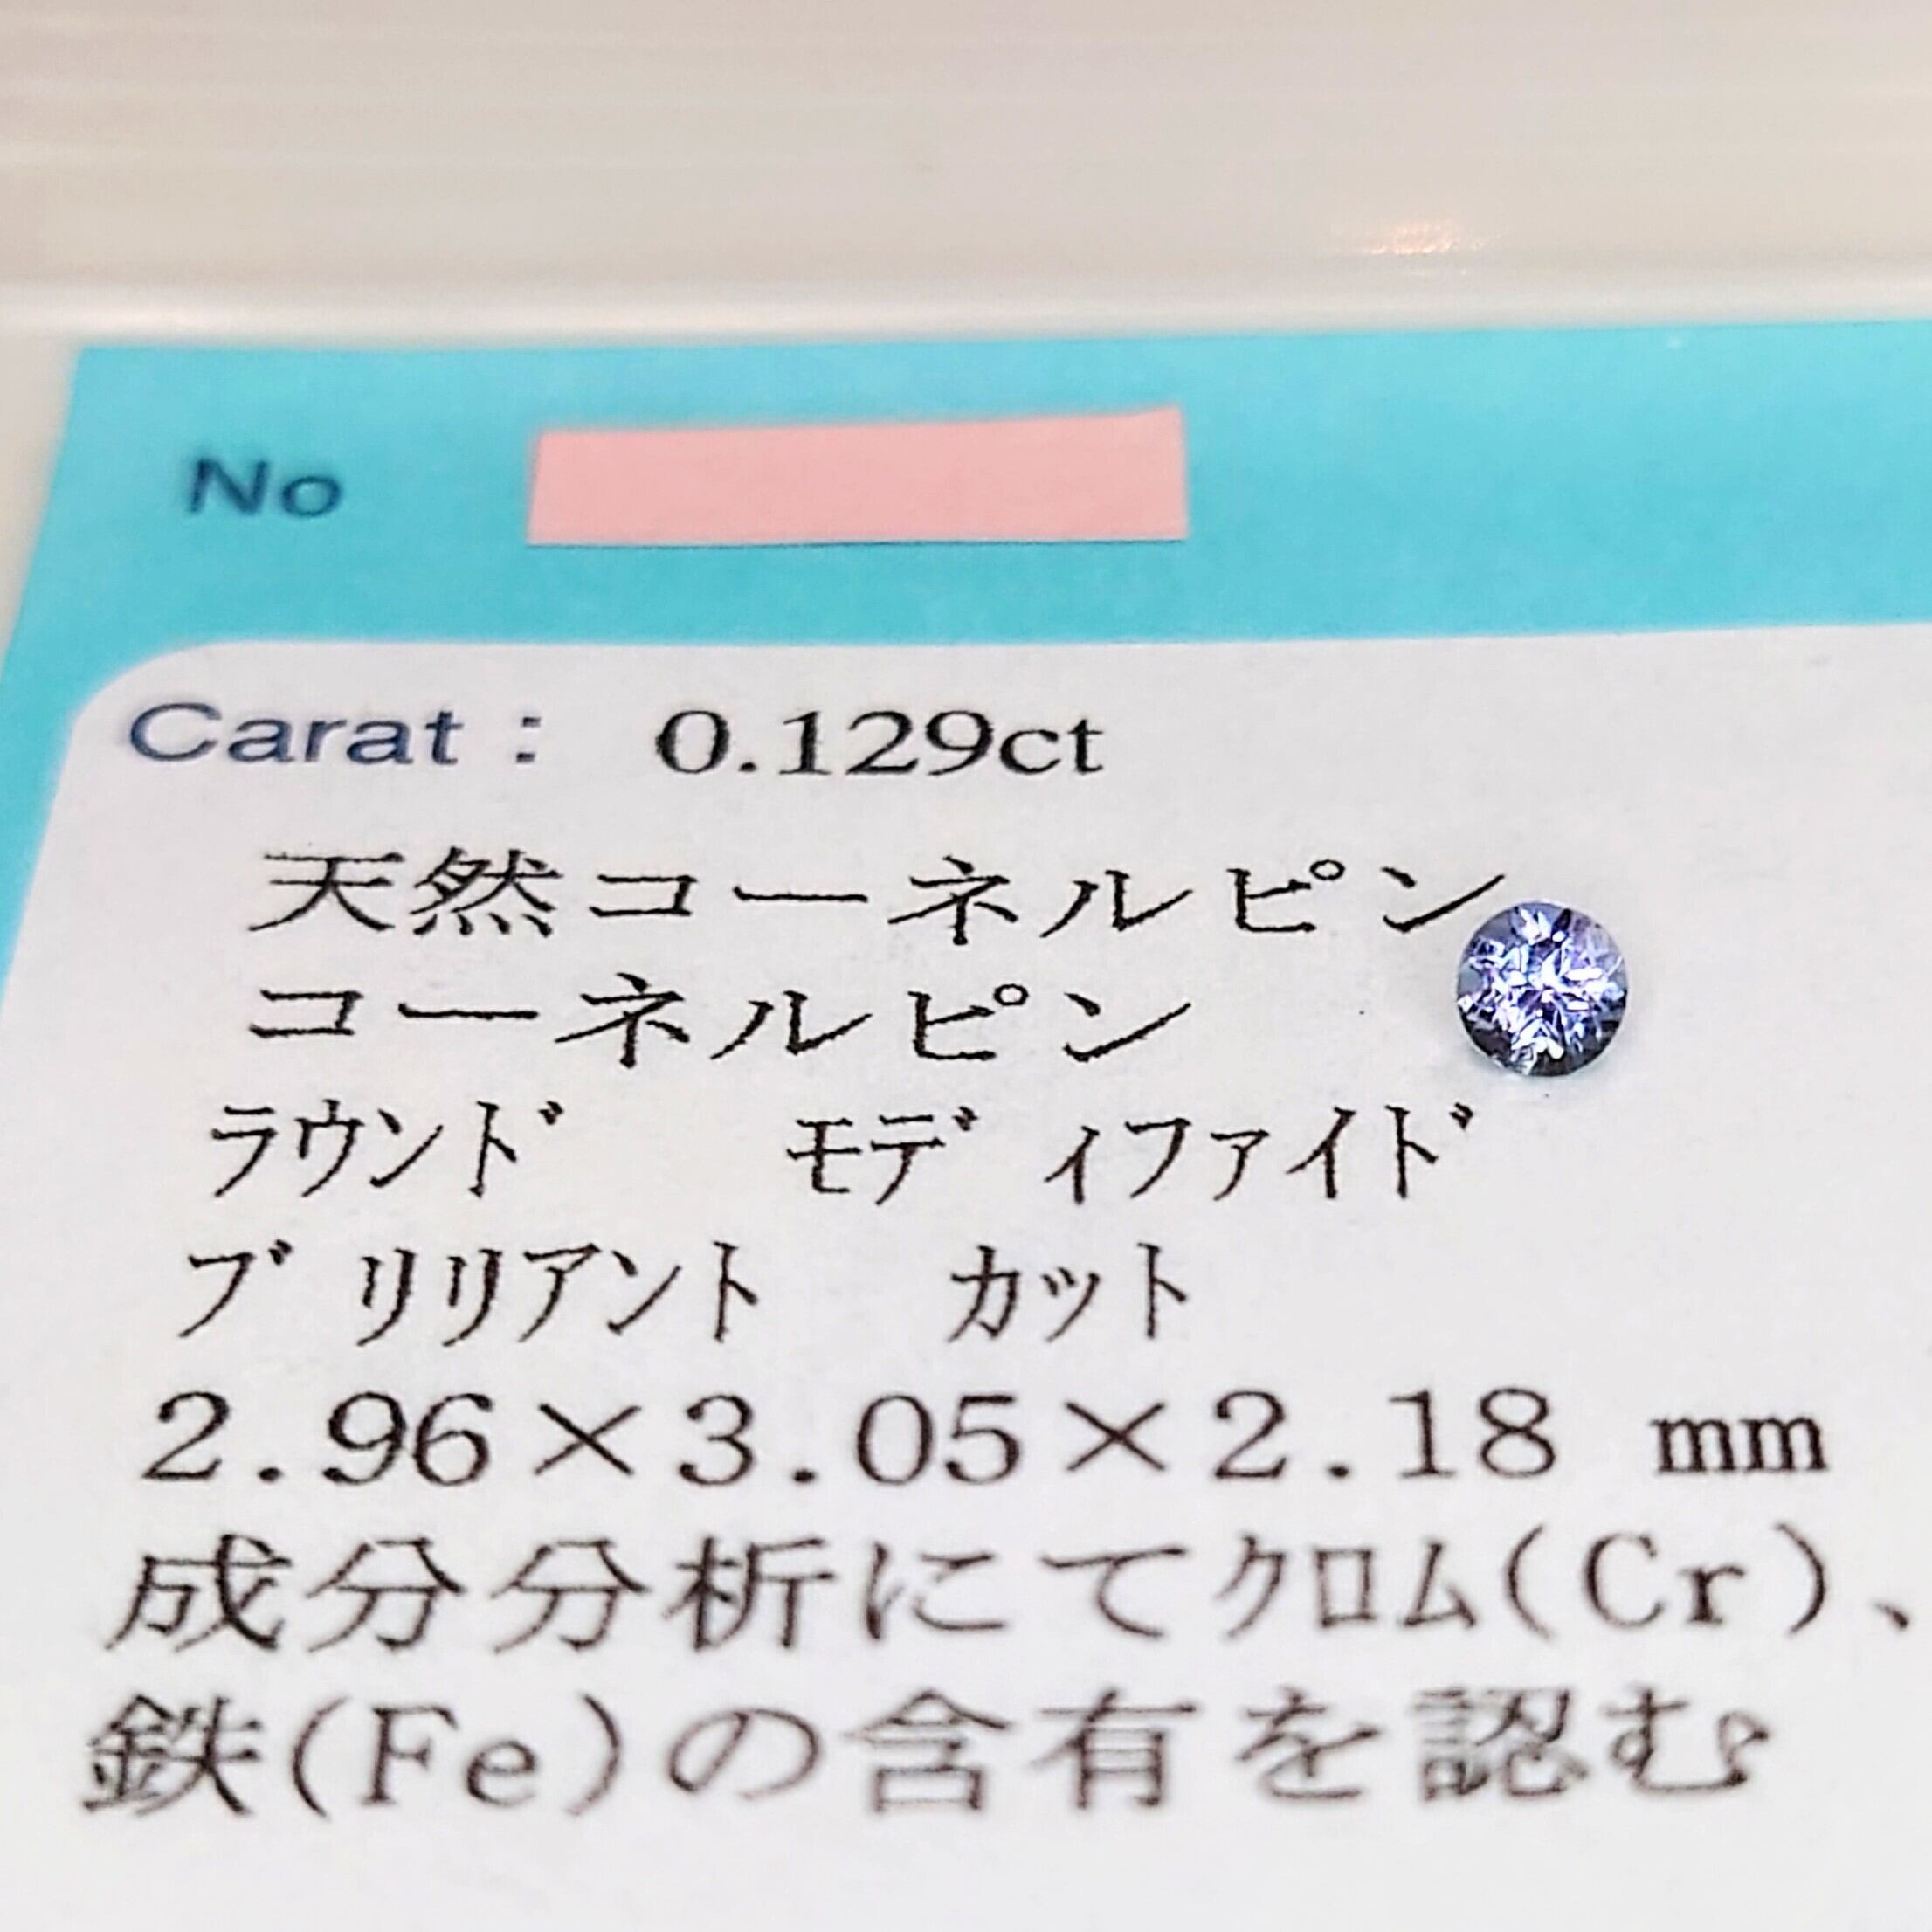 No
Carat : 0.129ct
天然コーネルピン
コーネルピン
ラウンド モディファイド
ブリリアント カット
2.96×3.05×2.18 mm
成分分析にてｸﾛﾑ(Cr)、
鉄(Fe)の含有を認む